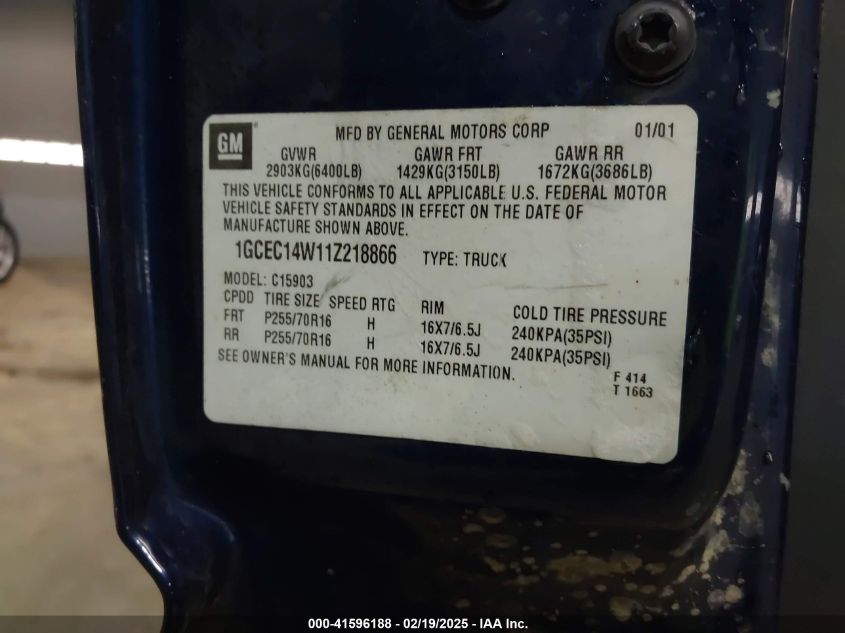 GM ® MFD BY GENERAL MOTORS CORP 01/01
GVWR GAWR FRT GAWR RR
2903KG(6400LB) 1429KG(3150LB) 1672KG(3686LB)
THIS VEHICLE CONFORMS TO ALL APPLICABLE U.S. FEDERAL MOTOR
VEHICLE SAFETY STANDARDS IN EFFECT ON THE DATE OF
MANUFACTURE SHOWN ABOVE.
1GCEC14W11Z218866 TYPE: TRUCK
MODEL: C15903
CPDD TIRE SIZE SPEED RTG RIM COLD TIRE PRESSURE
FRT P255/70R16 H 16X7/6.5J 240KPA(35PSI)
RR P255/70R16 H 16X7/6.5J 240KPA(35PSI)
SEE OWNER'S MANUAL FOR MORE INFORMATION.
F 414
T 1663
000-41596188 - 02/19/2025 - IAA Inc.